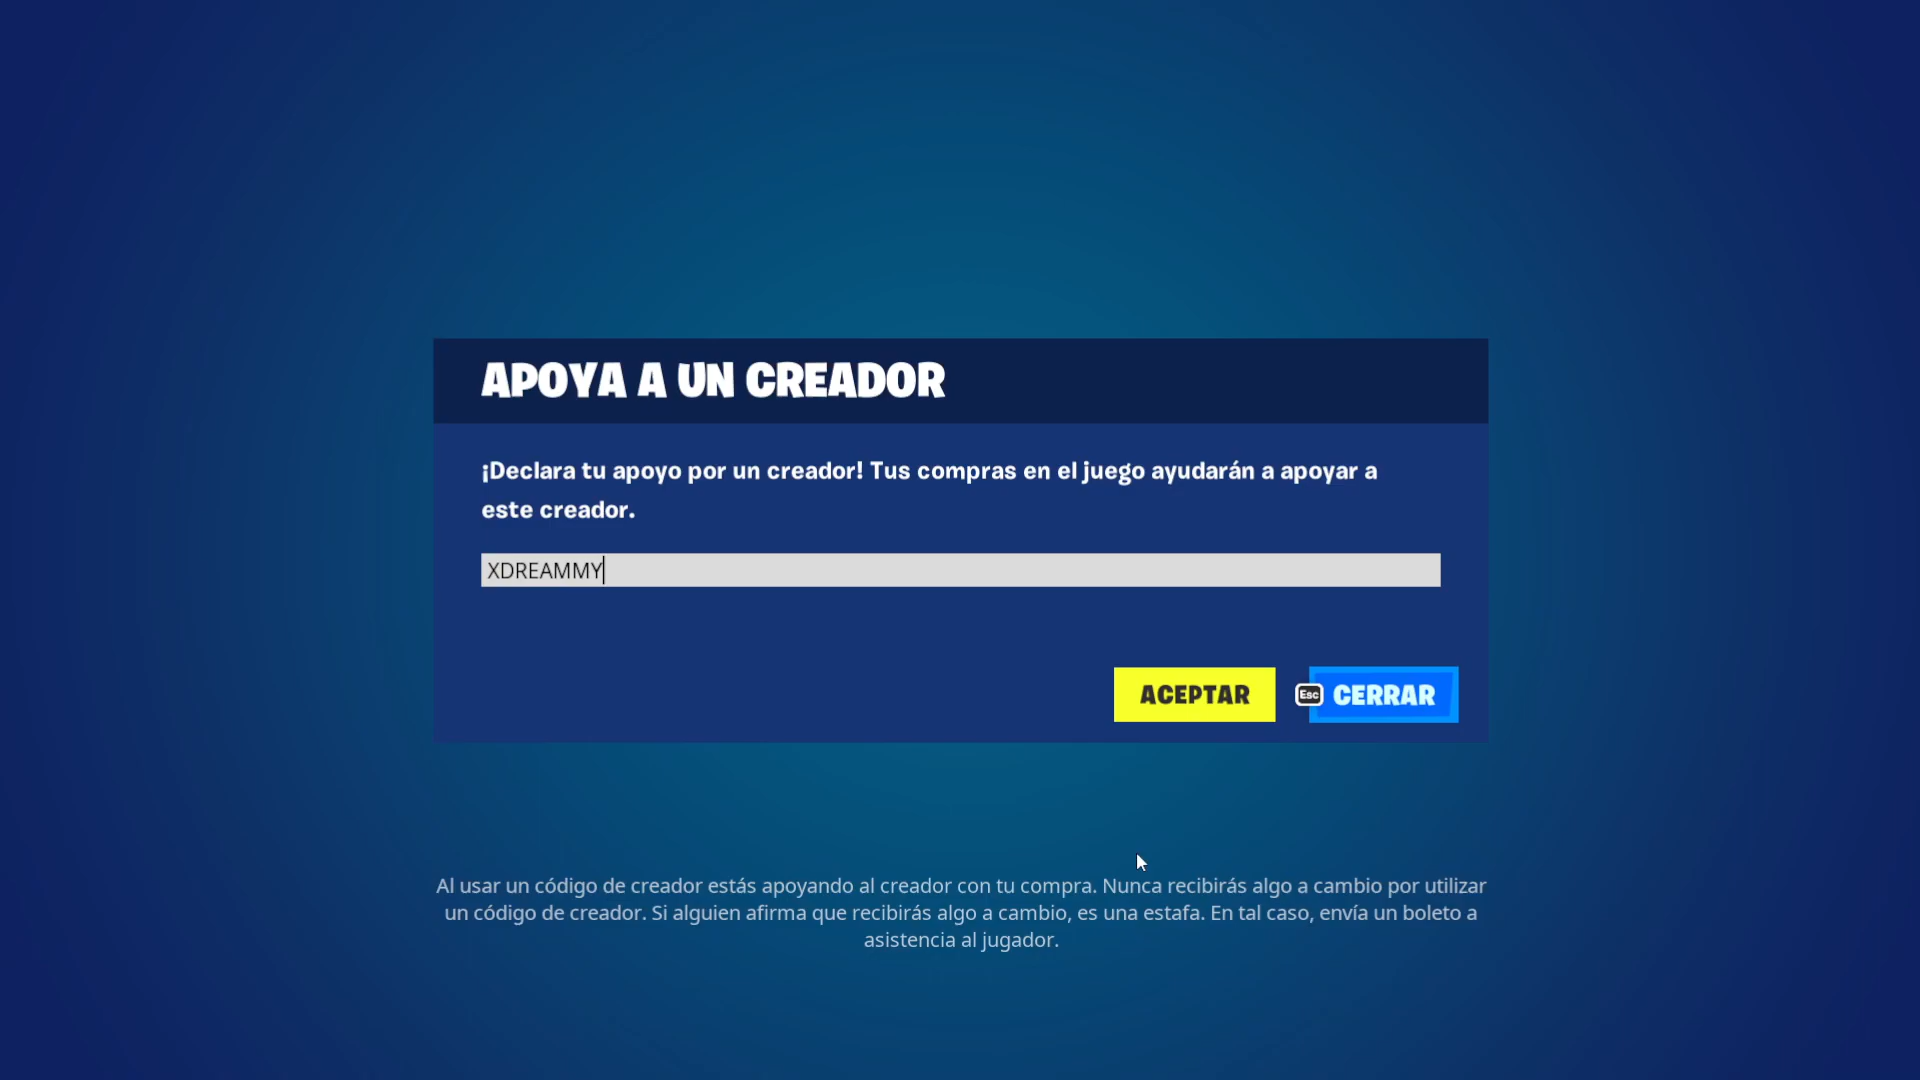 APOYA A UN CREADOR
¡Declara tu apoyo por un creador! Tus compras en el juego ayudarán a apoyar a
este creador.
XDREAMMY
ACEPTAR
Esc CERRAR
Al usar un código de creador estás apoyando al creador con tu compra. Nunca recibirás algo a cambio por utilizar
un código de creador. Si alguien afirma que recibirás algo a cambio, es una estafa. En tal caso, envía un boleto a
asistencia al jugador.